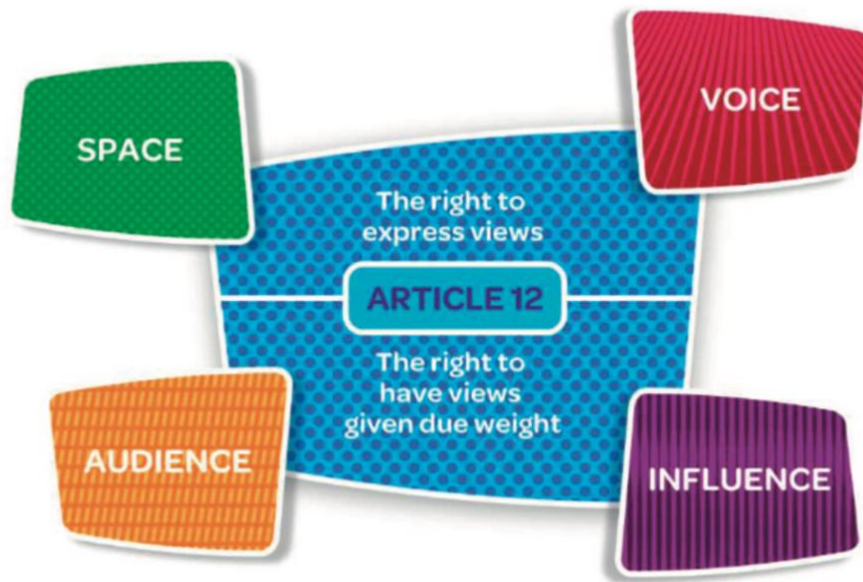 SPACE
VOICE
The right to
express views
ARTICLE 12
The right to
have views
given due weight
AUDIENCE
INFLUENCE